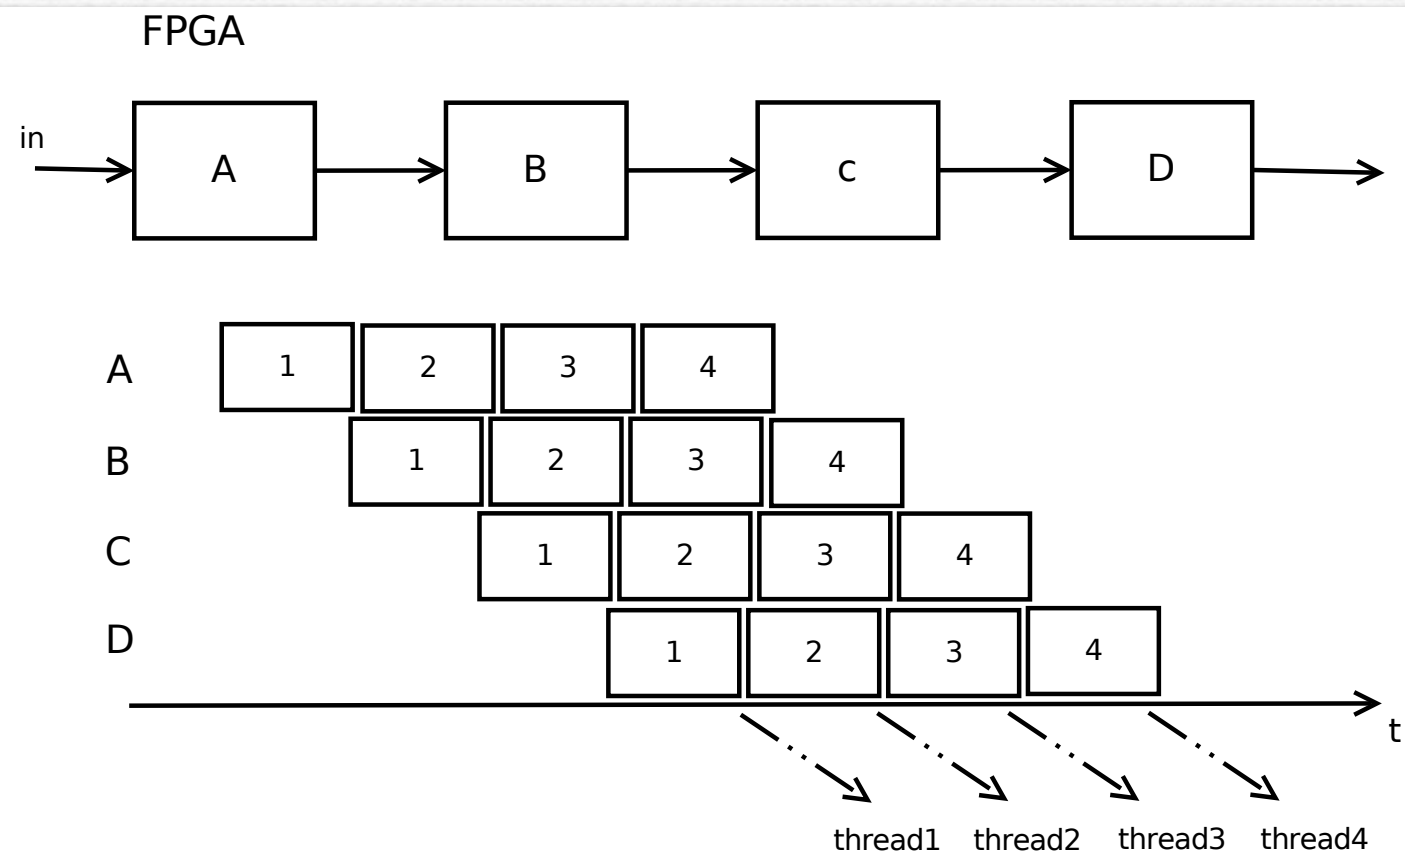 FPGA
in
A B c D
A 1 2 3 4
B 1 2 3 4
C 1 2 3 4
D 1 2 3 4
t
thread1 thread2 thread3 thread4